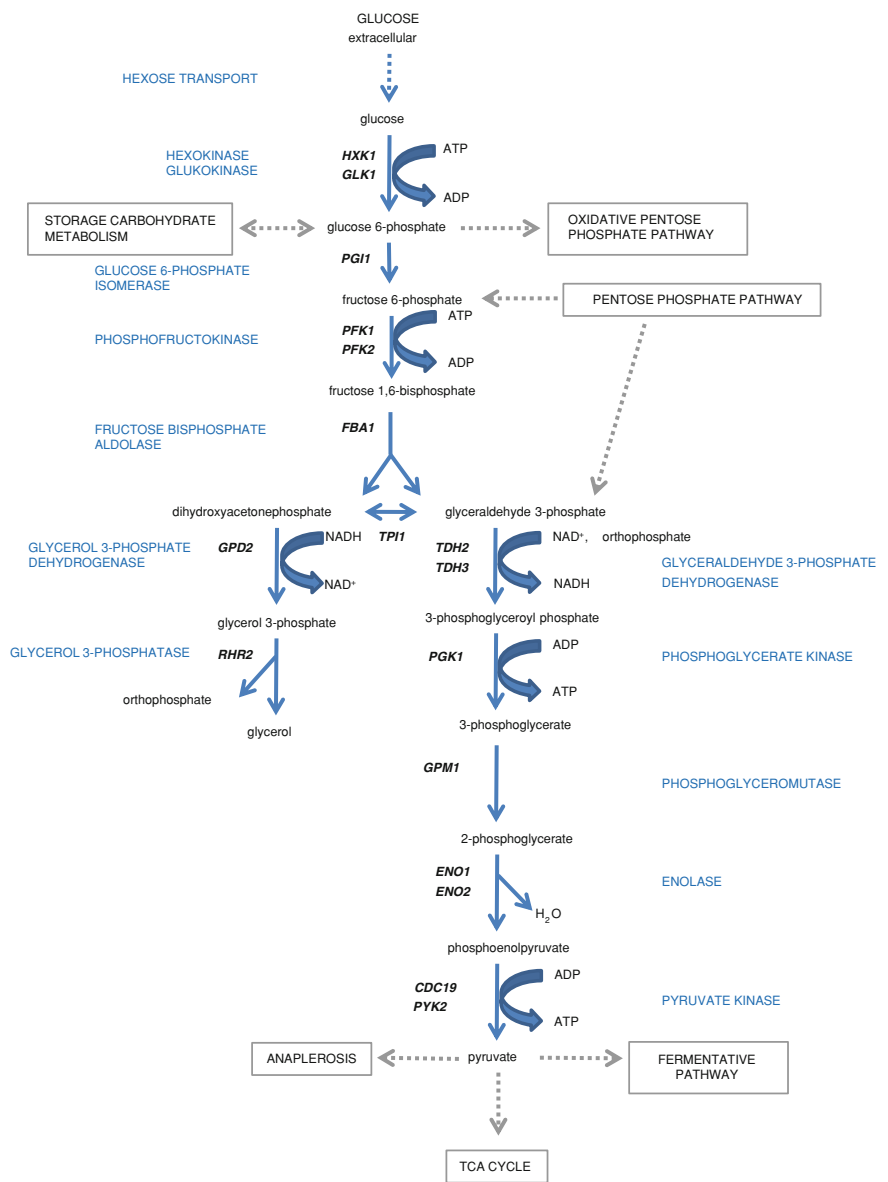 GLUCOSE
extracellular
HEXOSE TRANSPORT
glucose
HEXOKINASE
GLUKOKINASE
HXK1
GLK1
ATP
ADP
STORAGE CARBOHYDRATE
METABOLISM
glucose 6-phosphate
OXIDATIVE PENTOSE
PHOSPHATE PATHWAY
PGI1
GLUCOSE 6-PHOSPHATE
ISOMERASE
fructose 6-phosphate
PENTOSE PHOSPHATE PATHWAY
PHOSPHOFRUCTOKINASE
PFK1
PFK2
ATP
ADP
fructose 1,6-bisphosphate
FRUCTOSE BISPHOSPHATE
ALDOLASE
FBA1
dihydroxyacetonephosphate
glyceraldehyde 3-phosphate
TPI1
GLYCEROL 3-PHOSPHATE
DEHYDROGENASE
GPD2
NADH
NAD+
TDH2
TDH3
NAD+, orthophosphate
NADH
GLYCERALDEHYDE 3-PHOSPHATE
DEHYDROGENASE
glycerol 3-phosphate
3-phosphoglyceroyl phosphate
GLYCEROL 3-PHOSPHATASE
RHR2
orthophosphate
glycerol
PGK1
ADP
ATP
PHOSPHOGLYCERATE KINASE
3-phosphoglycerate
GPM1
PHOSPHOGLYCEROMUTASE
2-phosphoglycerate
ENO1
ENO2
H2O
ENOLASE
phosphoenolpyruvate
CDC19
PYK2
ADP
ATP
PYRUVATE KINASE
ANAPLEROSIS
pyruvate
FERMENTATIVE
PATHWAY
TCA CYCLE